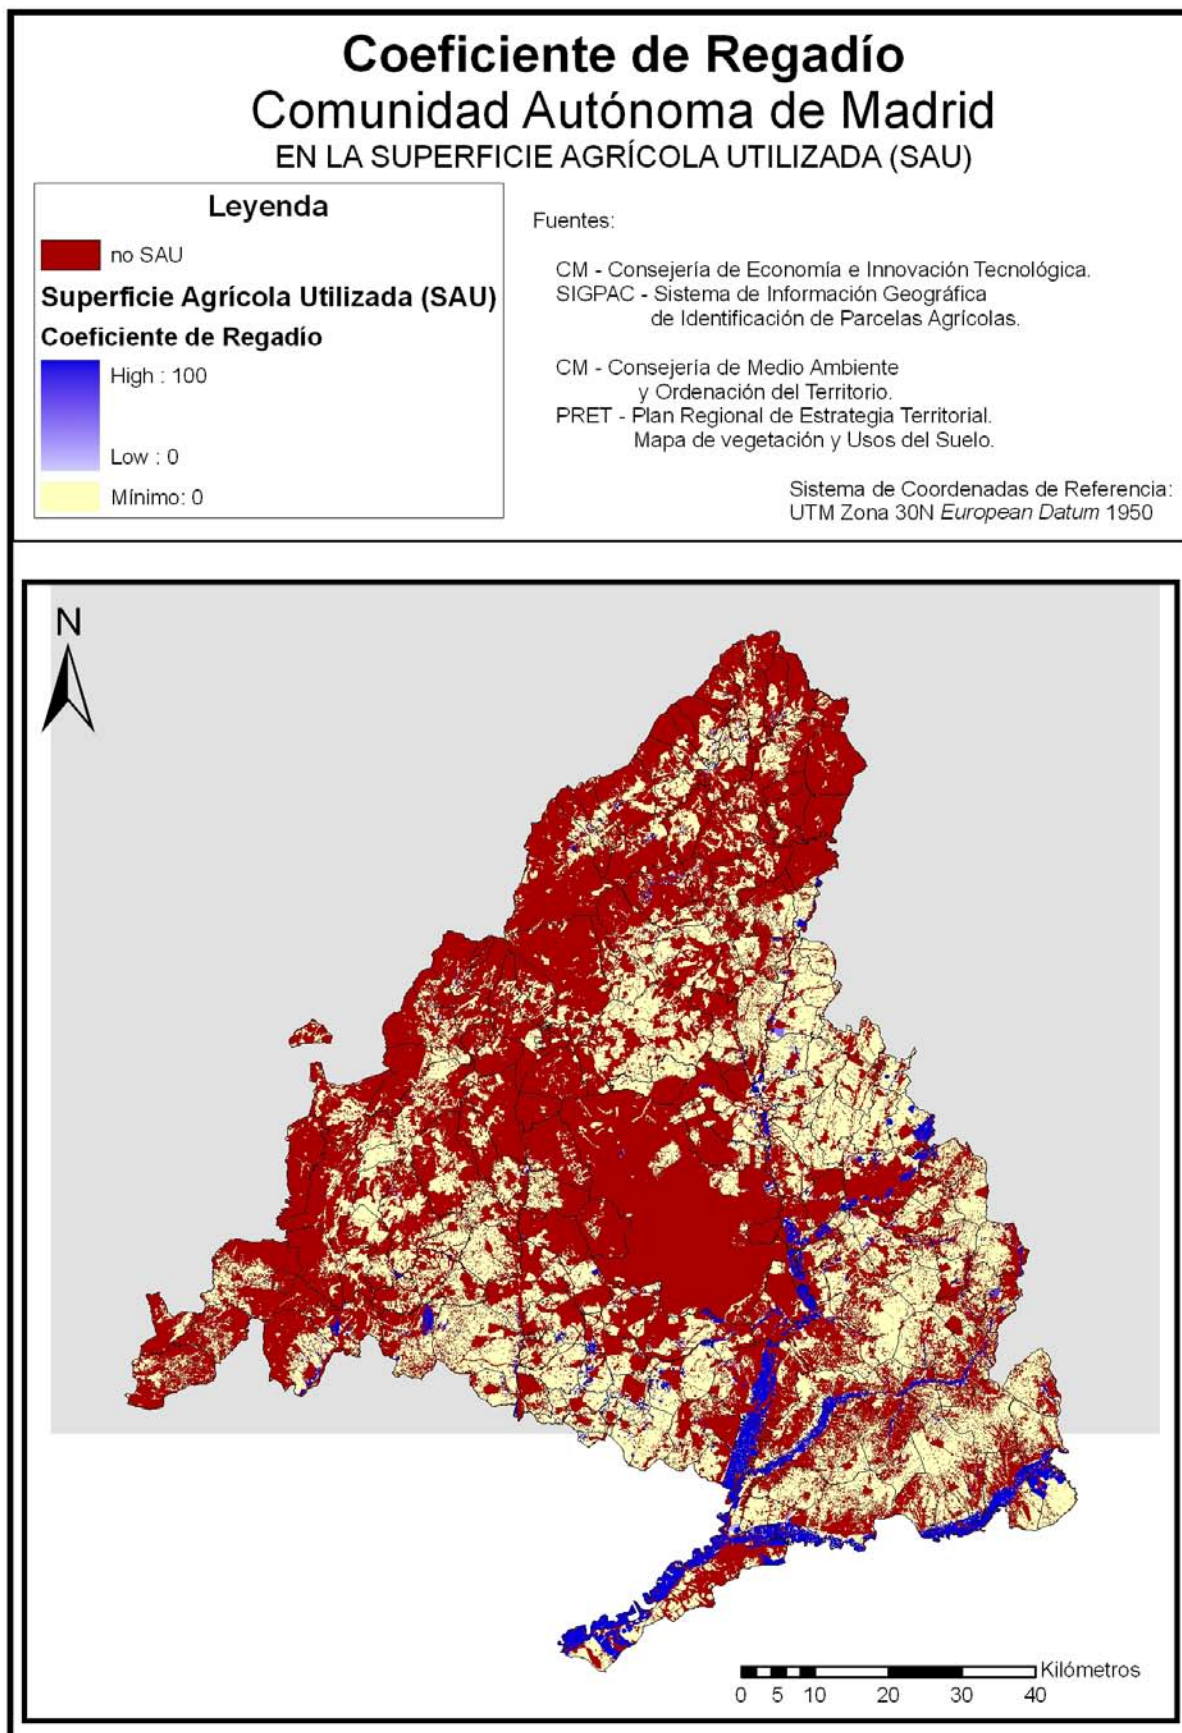 Coeficiente de Regadío
Comunidad Autónoma de Madrid
EN LA SUPERFICIE AGRÍCOLA UTILIZADA (SAU)
Leyenda
no SAU
Superficie Agrícola Utilizada (SAU)
Coeficiente de Regadío
High : 100
Low : 0
Mínimo: 0
Fuentes:
CM - Consejería de Economía e Innovación Tecnológica.
SIGPAC - Sistema de Información Geográfica
de Identificación de Parcelas Agrícolas.
CM - Consejería de Medio Ambiente
y Ordenación del Territorio.
PRET - Plan Regional de Estrategia Territorial.
Mapa de vegetación y Usos del Suelo.
Sistema de Coordenadas de Referencia:
UTM Zona 30N European Datum 1950
N
Kilómetros
0 5 10 20 30 40